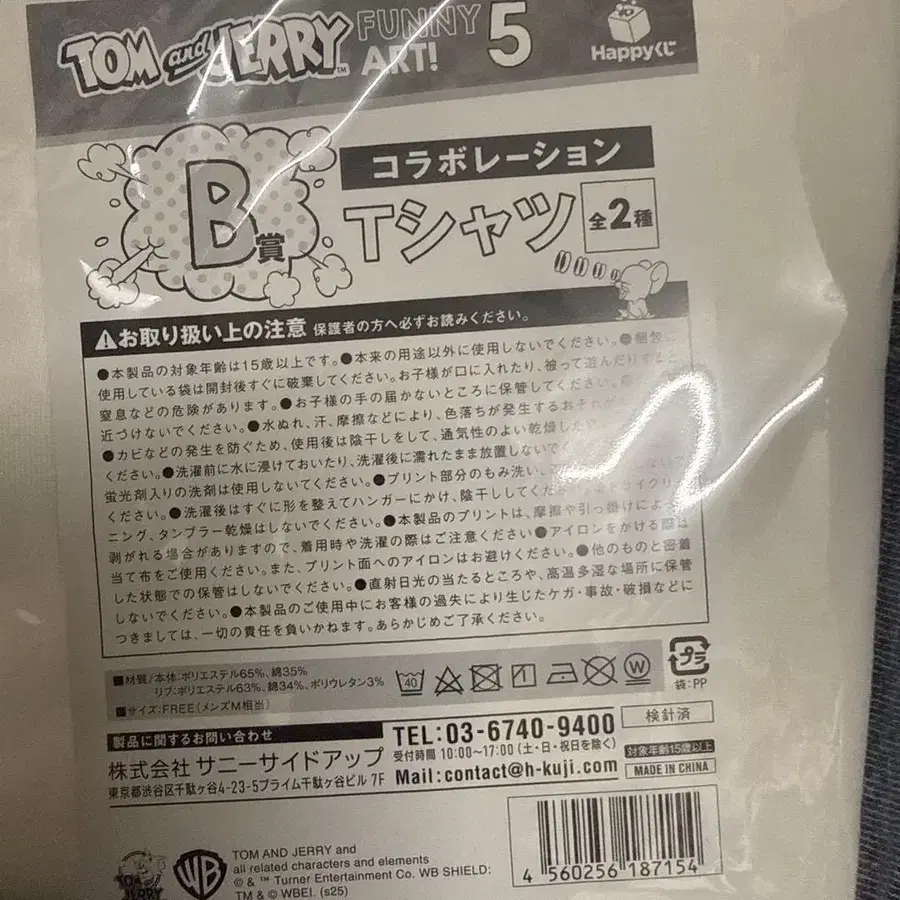 TOM and JERRY™ FUNNY ART! 5
Happyくじ
B賞
コラボレーション
Tシャツ 全2種
お取り扱い上の注意 保護者の方へ必ずお読みください。
●本製品の対象年齢は15歳以上です。●本来の用途以外に使用しないでください。●梱包に
使用している袋は開封後すぐに破棄してください。お子様が口に入れたり、被って遊んだりすると
窒息などの危険があります。●お子様の手の届かないところに保管してください。
近づけないでください。●水ぬれ、汗、摩擦などにより、色落ちが発生するおそれ
●カビなどの発生を防ぐため、使用後は陰干しをして、通気性のよい乾燥した
ください。●洗濯前に水に浸けておいたり、洗濯後に濡れたまま放置しないで
蛍光剤入りの洗剤は使用しないでください。●プリント部分のもみ洗い、
ください。●洗濯後はすぐに形を整えてハンガーにかけ、陰干ししてください クリー
ニング、タンブラー乾燥はしないでください。●本製品のプリントは、摩擦や引っ掛けによ
剥がれる場合がありますので、着用時や洗濯の際はご注意ください●アイロンをかける際は
当て布をご使用ください。また、プリント面へのアイロンはお避けください。●他のものと密着
した状態での保管はしないでください。●直射日光の当たるところや、高温多湿な場所に保管
しないでください。●本製品のご使用中にお客様の過失により生じたケガ・事故・破損などに
つきましては、一切の責任を負いかねます。あらかじめご了承ください。
■材質/本体:ポリエステル65%、綿35%
リブ:ポリエステル63%、綿34%、ポリウレタン3%
■サイズ:FREE(メンズM相当)
40
W
プラ
袋:PP
製品に関するお問い合わせ
株式会社 サニーサイドアップ
東京都渋谷区千駄ヶ谷4-23-5プライム千駄ヶ谷ビル 7F
TEL:03-6740-9400
受付時間 10:00~17:00 (土・日・祝日を除く)
Mail:contact@h-kuji.com
検針済
対象年齢15歳以上
MADE IN CHINA
TOM and JERRY
WB
TOM AND JERRY and
all related characters and elements
© & ™ Turner Entertainment Co. WB SHIELD:
TM & © WBEI. (s25)
4 560256 187154